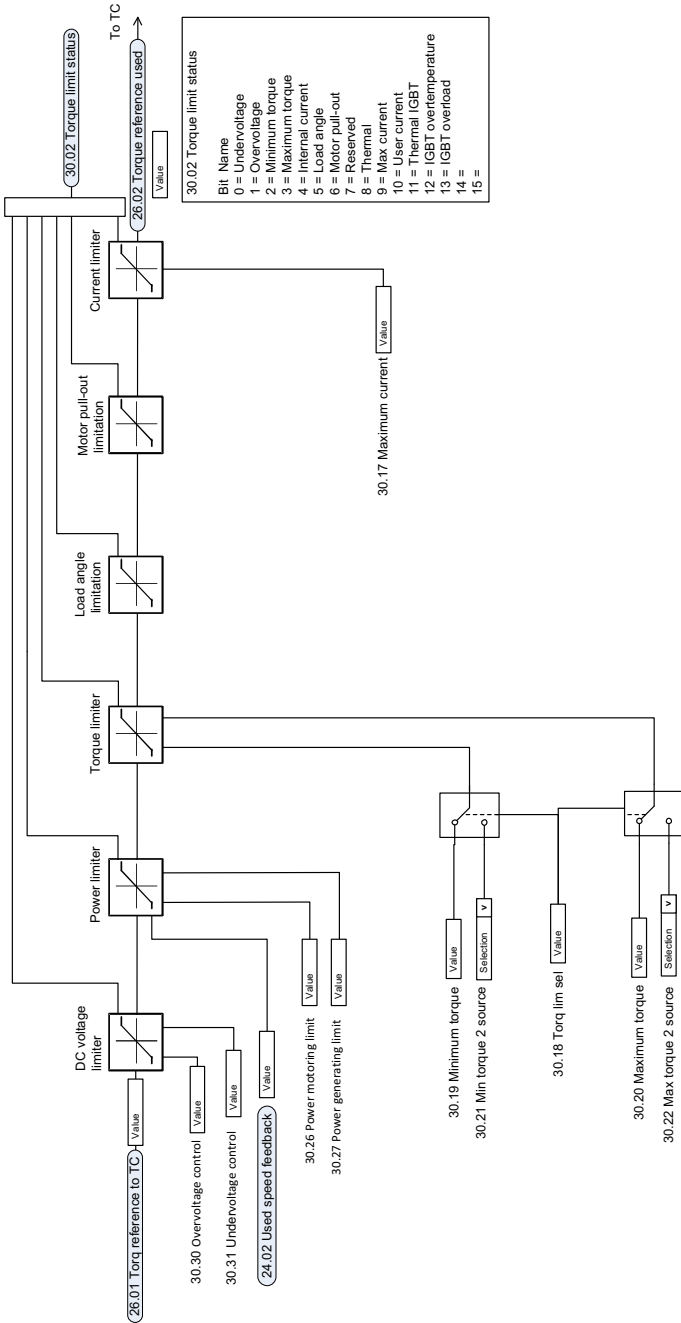 26.01 Torq reference to TC
Value
30.30 Overvoltage control
Value
30.31 Undervoltage control
Value
24.02 Used speed feedback
Value
DC voltage
limiter
30.26 Power motoring limit
Value
30.27 Power generating limit
Value
Power limiter
30.19 Minimum torque
Value
30.21 Min torque 2 source
Selection
v
30.18 Torq lim sel
Value
30.20 Maximum torque
Value
30.22 Max torque 2 source
Selection
v
Torque limiter
Load angle
limitation
Motor pull-out
limitation
30.17 Maximum current
Value
Current limiter
30.02 Torque limit status
26.02 Torque reference used
Value
To TC
30.02 Torque limit status
Bit Name
0 = Undervoltage
1 = Overvoltage
2 = Minimum torque
3 = Maximum torque
4 = Internal current
5 = Load angle
6 = Motor pull-out
7 = Reserved
8 = Thermal
9 = Max current
10 = User current
11 = Thermal IGBT
12 = IGBT overtemperature
13 = IGBT overload
14 =
15 =